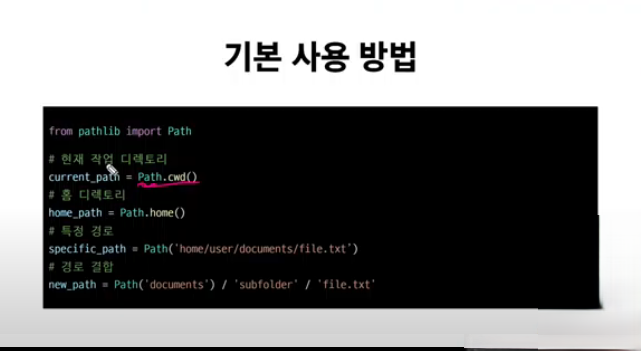 기본 사용 방법
from pathlib import Path
# 현재 작업 디렉토리
current_path = Path.cwd()
# 홈 디렉토리
home_path = Path.home()
# 특정 경로
specific_path = Path('home/user/documents/file.txt')
# 경로 결합
new_path = Path('documents') / 'subfolder' / 'file.txt'